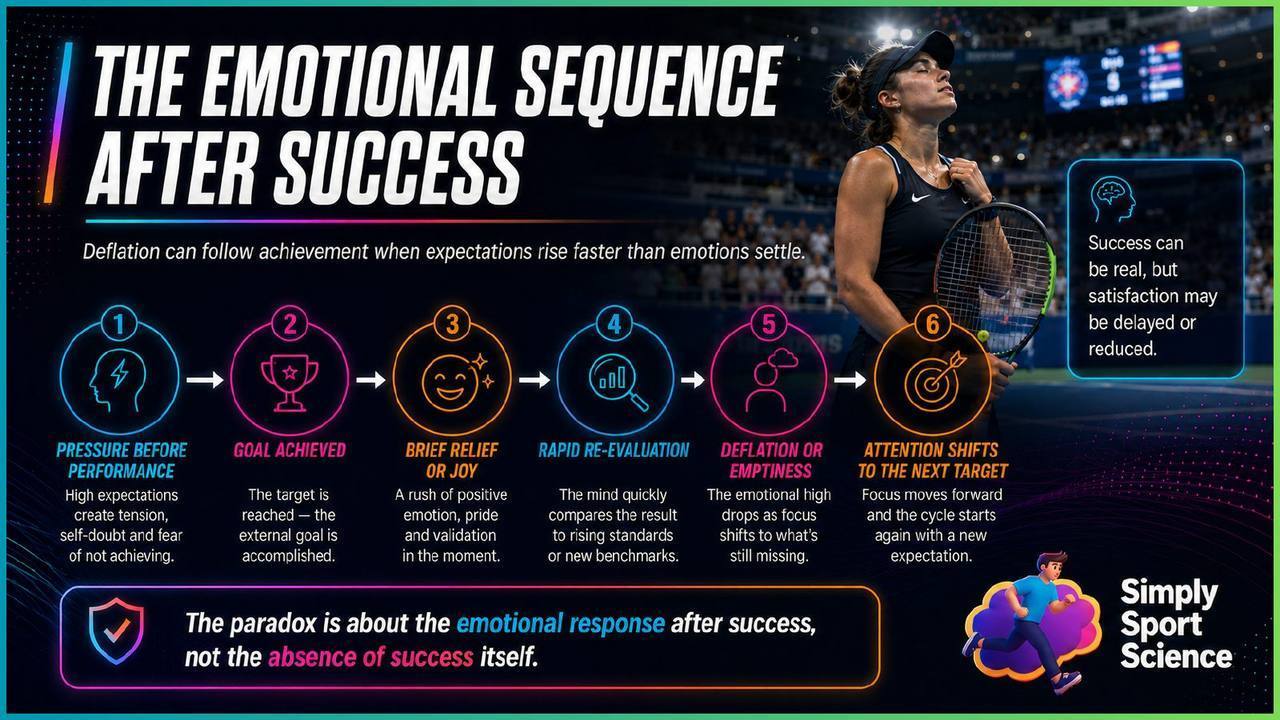 THE EMOTIONAL SEQUENCE
AFTER SUCCESS
Deflation can follow achievement when expectations rise faster than emotions settle.
Success can
be real, but
satisfaction may
be delayed or
reduced.
1
PRESSURE BEFORE
PERFORMANCE
High expectations
create tension,
self-doubt and fear
of not achieving.
2
GOAL ACHIEVED
The target is
reached — the
external goal is
accomplished.
3
BRIEF RELIEF
OR JOY
A rush of positive
emotion, pride
and validation
in the moment.
4
RAPID RE-EVALUATION
The mind quickly
compares the result
to rising standards
or new benchmarks.
5
DEFLATION OR
EMPTINESS
The emotional high
drops as focus
shifts to what's
still missing.
6
ATTENTION SHIFTS
TO THE NEXT TARGET
Focus moves forward
and the cycle starts
again with a new
expectation.
The paradox is about the emotional response after success,
not the absence of success itself.
Simply
Sport
Science